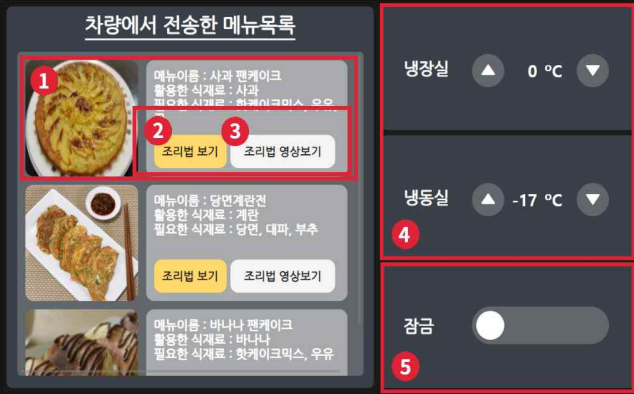 차량에서 전송한 메뉴목록
1
메뉴이름 : 사과 팬케이크
활용한 식재료 : 사과
필요한 식재료 : 핫케이크믹스, 우유,
2
3
조리법 보기
조리법 영상보기
메뉴이름 : 당면계란전
활용한 식재료 : 계란
필요한 식재료 : 당면, 대파, 부추
조리법 보기
조리법 영상보기
메뉴이름 : 바나나 팬케이크
활용한 식재료 : 바나나
필요한 식재료 : 핫케이크믹스, 우유
냉장실
0 ℃
냉동실
-17 ℃
4
잠금
5